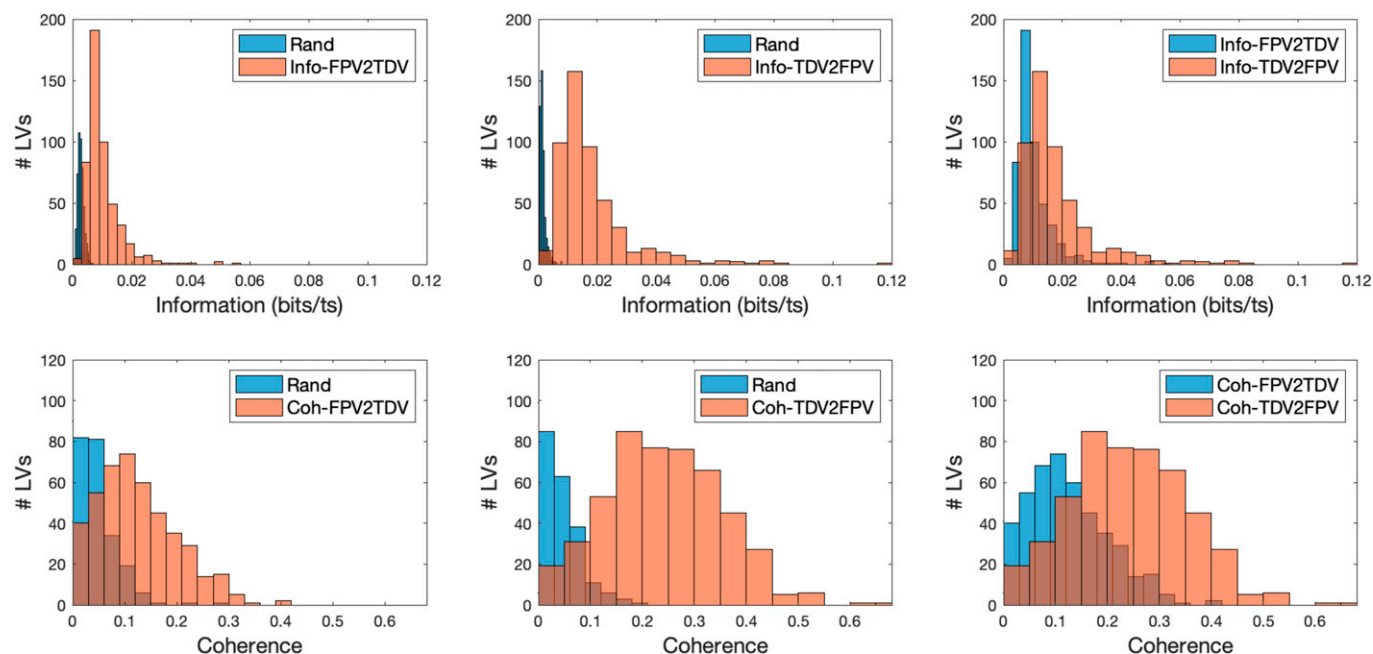 200
150
100
50
0
# LVs
Rand
Info-FPV2TDV
0 0.02 0.04 0.06 0.08 0.1 0.12
Information (bits/ts)
200
150
100
50
0
# LVs
Rand
Info-TDV2FPV
0 0.02 0.04 0.06 0.08 0.1 0.12
Information (bits/ts)
200
150
100
50
0
# LVs
Info-FPV2TDV
Info-TDV2FPV
0 0.02 0.04 0.06 0.08 0.1 0.12
Information (bits/ts)
120
100
80
60
40
20
0
# LVs
Rand
Coh-FPV2TDV
0 0.1 0.2 0.3 0.4 0.5 0.6
Coherence
120
100
80
60
40
20
0
# LVs
Rand
Coh-TDV2FPV
0 0.1 0.2 0.3 0.4 0.5 0.6
Coherence
120
100
80
60
40
20
0
# LVs
Coh-FPV2TDV
Coh-TDV2FPV
0 0.1 0.2 0.3 0.4 0.5 0.6
Coherence